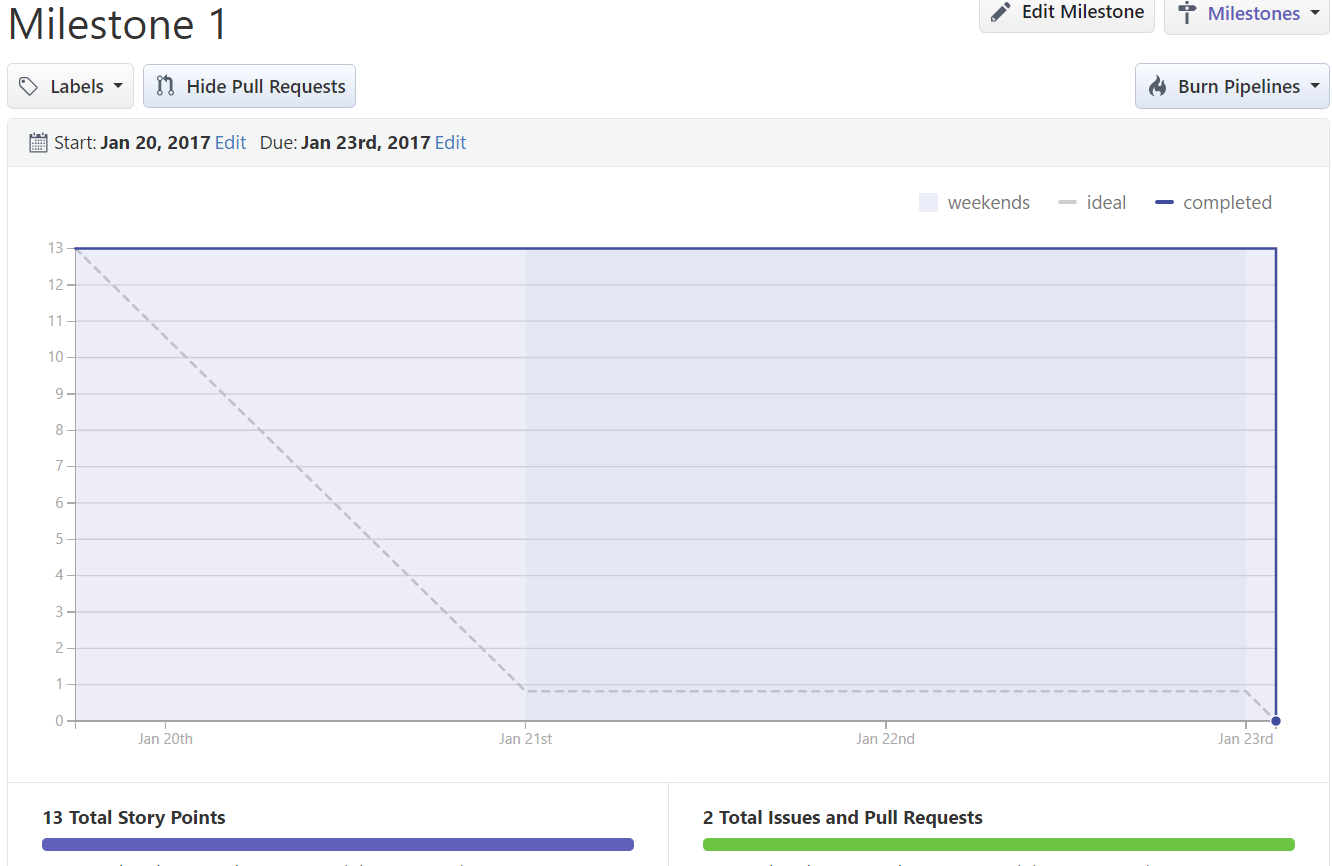 Milestone 1
Edit Milestone
Milestones
Labels
Hide Pull Requests
Burn Pipelines
Start: Jan 20, 2017 Edit Due: Jan 23rd, 2017 Edit
weekends
ideal
completed
13
12
11
10
9
8
7
6
5
4
3
2
1
0
Jan 20th
Jan 21st
Jan 22nd
Jan 23rd
13 Total Story Points
2 Total Issues and Pull Requests